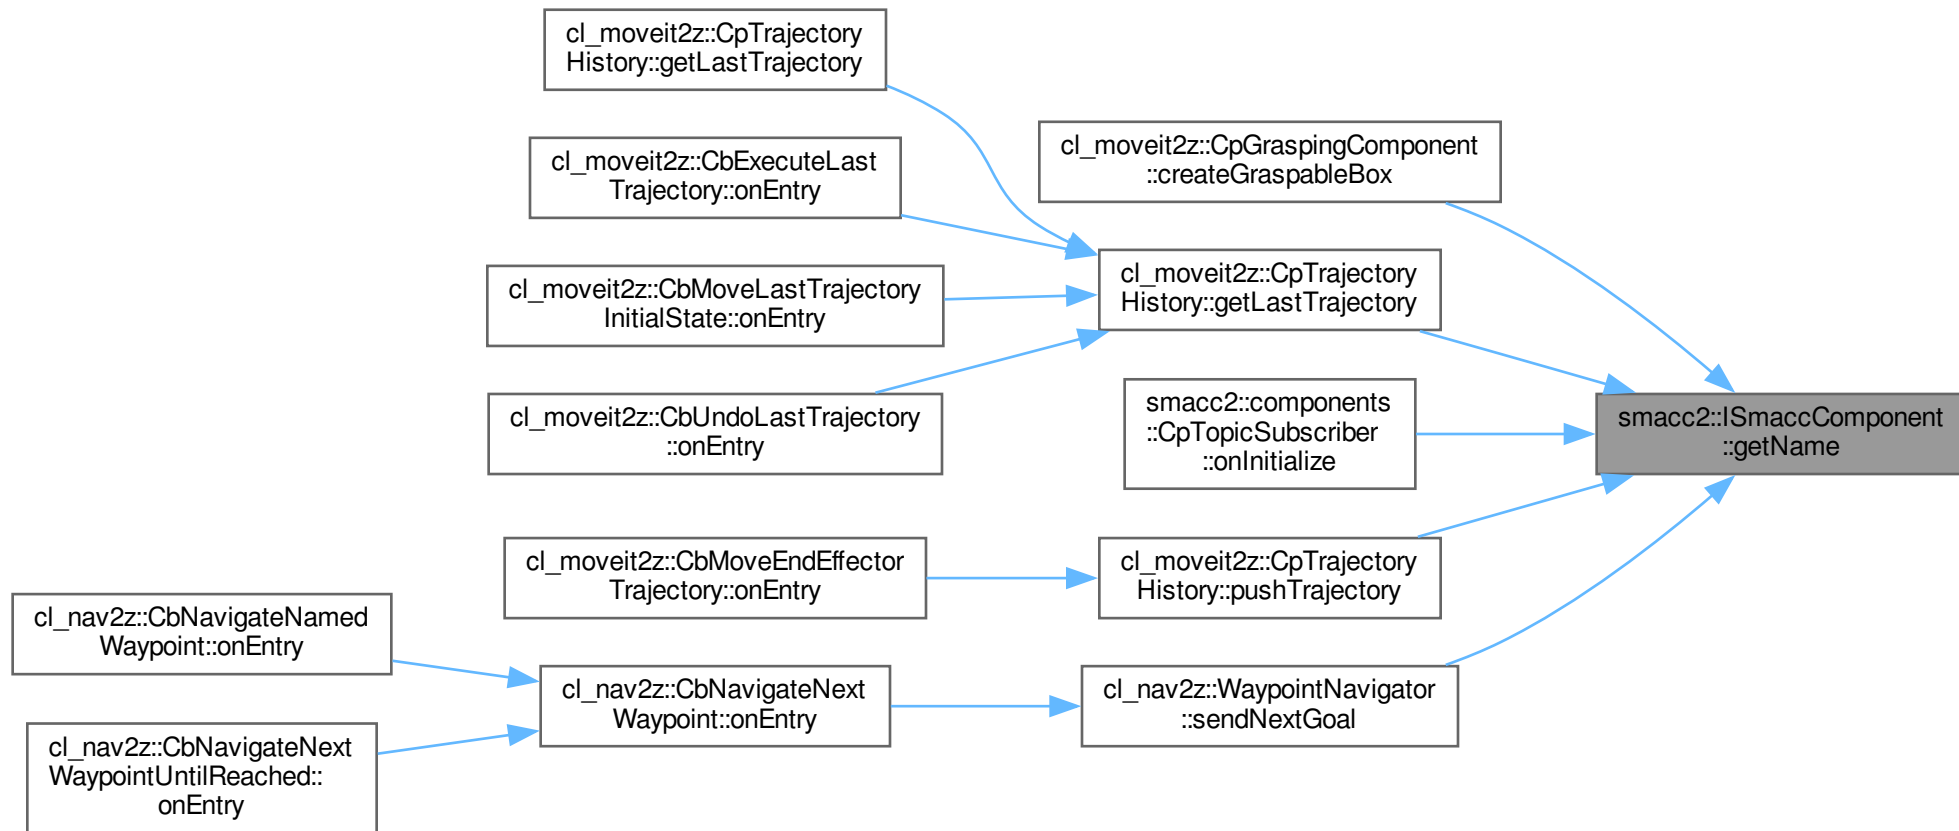 cl_moveit2z::CpTrajectory
History::getLastTrajectory
cl_moveit2z::CpGraspingComponent
::createGraspableBox
cl_moveit2z::CbExecuteLast
Trajectory::onEntry
cl_moveit2z::CpTrajectory
History::getLastTrajectory
cl_moveit2z::CbMoveLastTrajectory
InitialState::onEntry
smacc2::components
::CpTopicSubscriber
::onInitialize
smacc2::ISmaccComponent
::getName
cl_moveit2z::CbUndoLastTrajectory
::onEntry
cl_moveit2z::CbMoveEndEffector
Trajectory::onEntry
cl_moveit2z::CpTrajectory
History::pushTrajectory
cl_nav2z::CbNavigateNamed
Waypoint::onEntry
cl_nav2z::CbNavigateNext
Waypoint::onEntry
cl_nav2z::WaypointNavigator
::sendNextGoal
cl_nav2z::CbNavigateNext
WaypointUntilReached::
onEntry